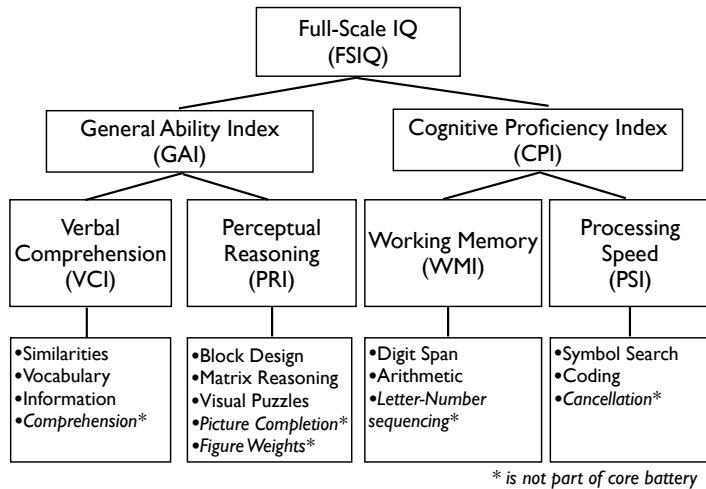 Full-Scale IQ
(FSIQ)
General Ability Index
(GAI)
Cognitive Proficiency Index
(CPI)
Verbal
Comprehension
(VCI)
Perceptual
Reasoning
(PRI)
Working Memory
(WMI)
Processing
Speed
(PSI)
•Similarities
•Vocabulary
•Information
•Comprehension*
•Block Design
•Matrix Reasoning
•Visual Puzzles
•Picture Completion*
•Figure Weights*
•Digit Span
•Arithmetic
•Letter-Number
sequencing*
•Symbol Search
•Coding
•Cancellation*
* is not part of core battery